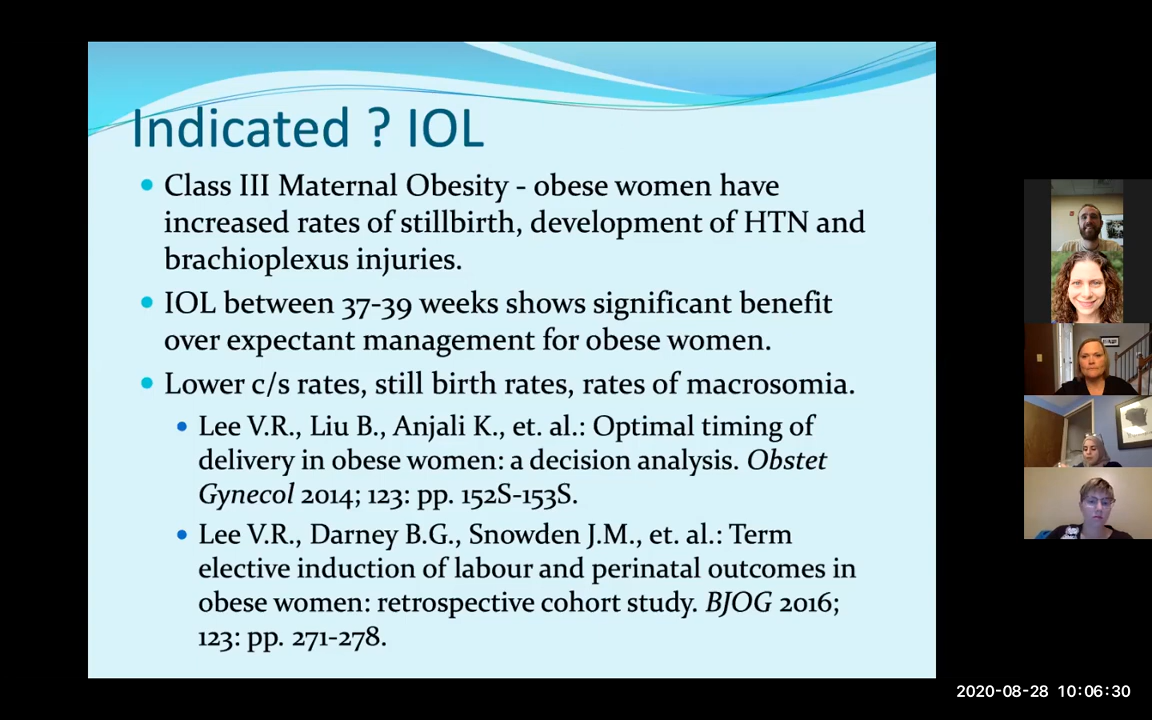 Indicated ? IOL
Class III Maternal Obesity - obese women have
increased rates of stillbirth, development of HTN and
brachioplexus injuries.
IOL between 37-39 weeks shows significant benefit
over expectant management for obese women.
Lower c/s rates, still birth rates, rates of macrosomia.
Lee V.R., Liu B., Anjali K., et. al.: Optimal timing of
delivery in obese women: a decision analysis. Obstet
Gynecol 2014; 123: pp. 152S-153S.
Lee V.R., Darney B.G., Snowden J.M., et. al.: Term
elective induction of labour and perinatal outcomes in
obese women: retrospective cohort study. BJOG 2016;
123: pp. 271-278.
2020-08-28 10:06:30